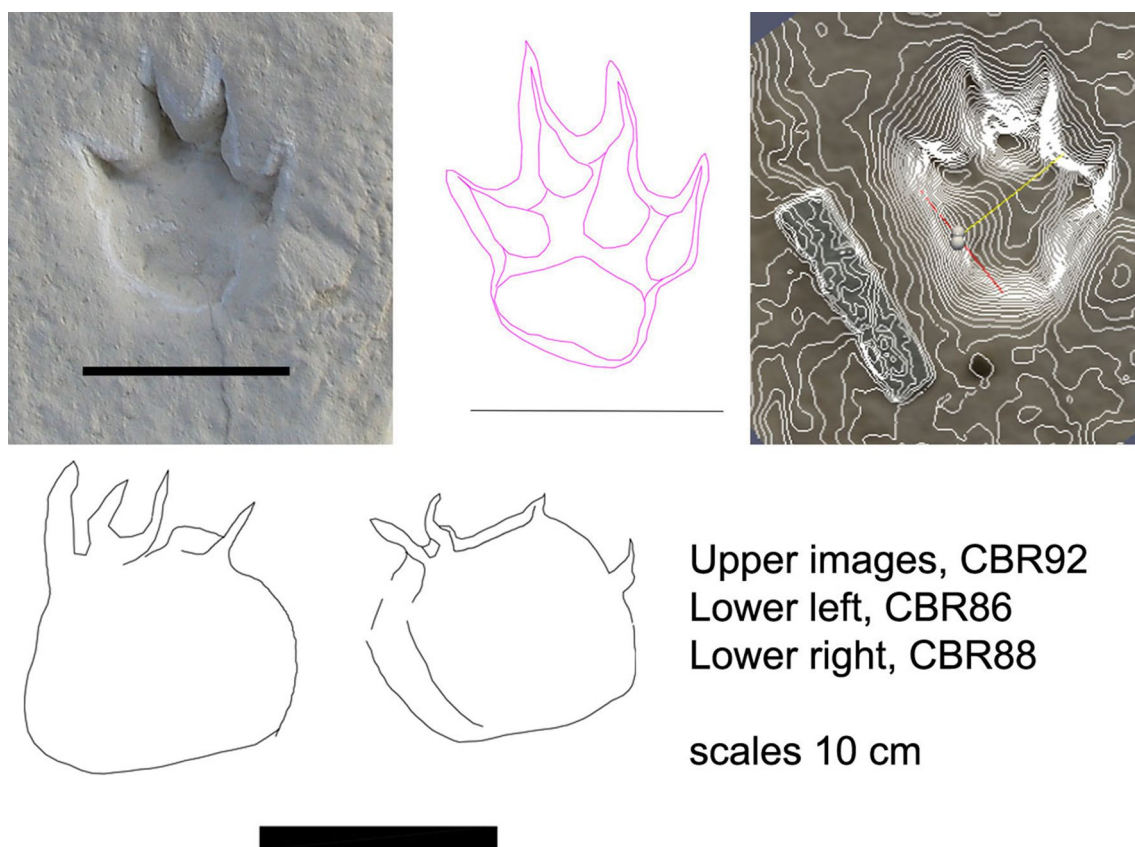 Upper images, CBR92
Lower left, CBR86
Lower right, CBR88
scales 10 cm